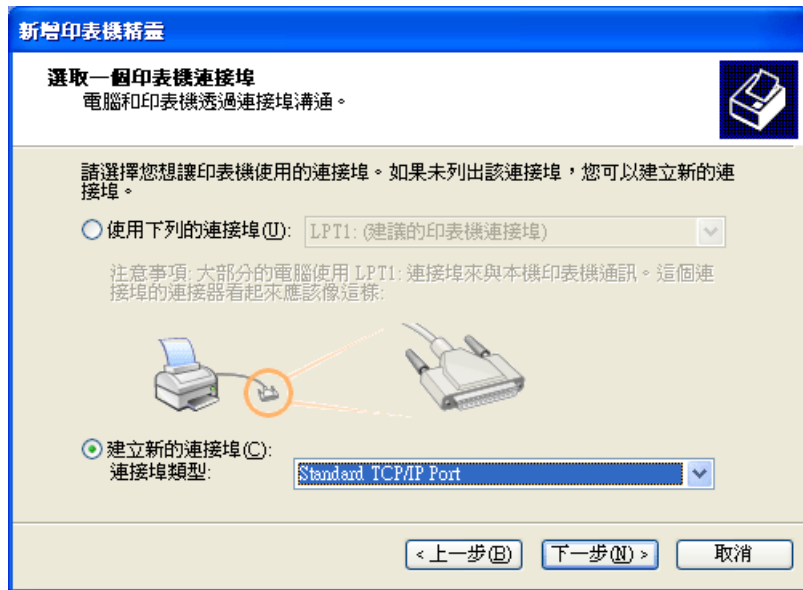 新增印表機精靈
選取一個印表機連接埠
電腦和印表機透過連接埠溝通。
請選擇您想讓印表機使用的連接埠。如果未列出該連接埠，您可以建立新的連
接埠。
使用下列的連接埠(U): LPT1: (建議的印表機連接埠)
注意事項: 大部分的電腦使用 LPT1: 連接埠來與本機印表機通訊。這個連
接埠的連接器看起來應該像這樣:
建立新的連接埠(C):
連接埠類型: Standard TCP/IP Port
<上一步(B) 下一步(N)> 取消